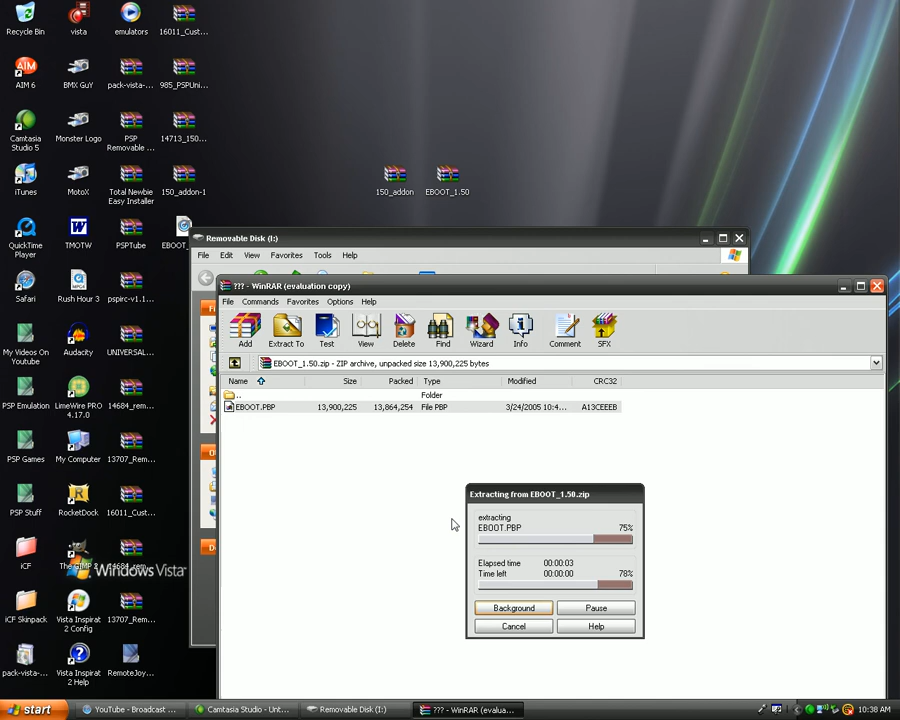 Recycle Bin
vista
emulators
16011_Cust...
AIM 6
BMX GuY
pack-vista-...
985_PSPUni...
Camtasia
Studio 5
Monster Logo
PSP
Removable ...
14713_150...
iTunes
MotoX
Total Newbie
Easy Installer
150_addon-1
150_addon
EBOOT_1.50
QuickTime
Player
TMOTW
PSPTube
EBOOT_
Safari
Rush Hour 3
pspirc-v1.1...
My Videos On
Youtube
Audacity
UNIVERSAL...
PSP Emulation
LimeWire PRO
4.17.0
14684_rem...
PSP Games
My Computer
13707_Rem...
PSP Stuff
RocketDock
16011_Cust...
iCF
The GIMP 2
14684_rem...
Windows Vista
iCF Skinpack
Vista Inspirat
2 Config
13707_Rem...
pack-vista-...
Vista Inspirat
2 Help
RemoteJoy...
Removable Disk (I:)
File Edit View Favorites Tools Help
??? - WinRAR (evaluation copy)
File Commands Favorites Options Help
Add Extract To Test View Delete Find Wizard Info Comment SFX
EBOOT_1.50.zip - ZIP archive, unpacked size 13,900,225 bytes
Name Size Packed Type Modified CRC32
.. Folder
EBOOT.PBP 13,900,225 13,864,254 File PBP 3/24/2005 10:4... A13CEEEB
Extracting from EBOOT_1.50.zip
extracting
EBOOT.PBP 75%
Elapsed time 00:00:03
Time left 00:00:00 78%
Background Pause
Cancel Help
start
YouTube - Broadcast ...
Camtasia Studio - Unt...
Removable Disk (I:)
??? - WinRAR (evalua...
10:38 AM